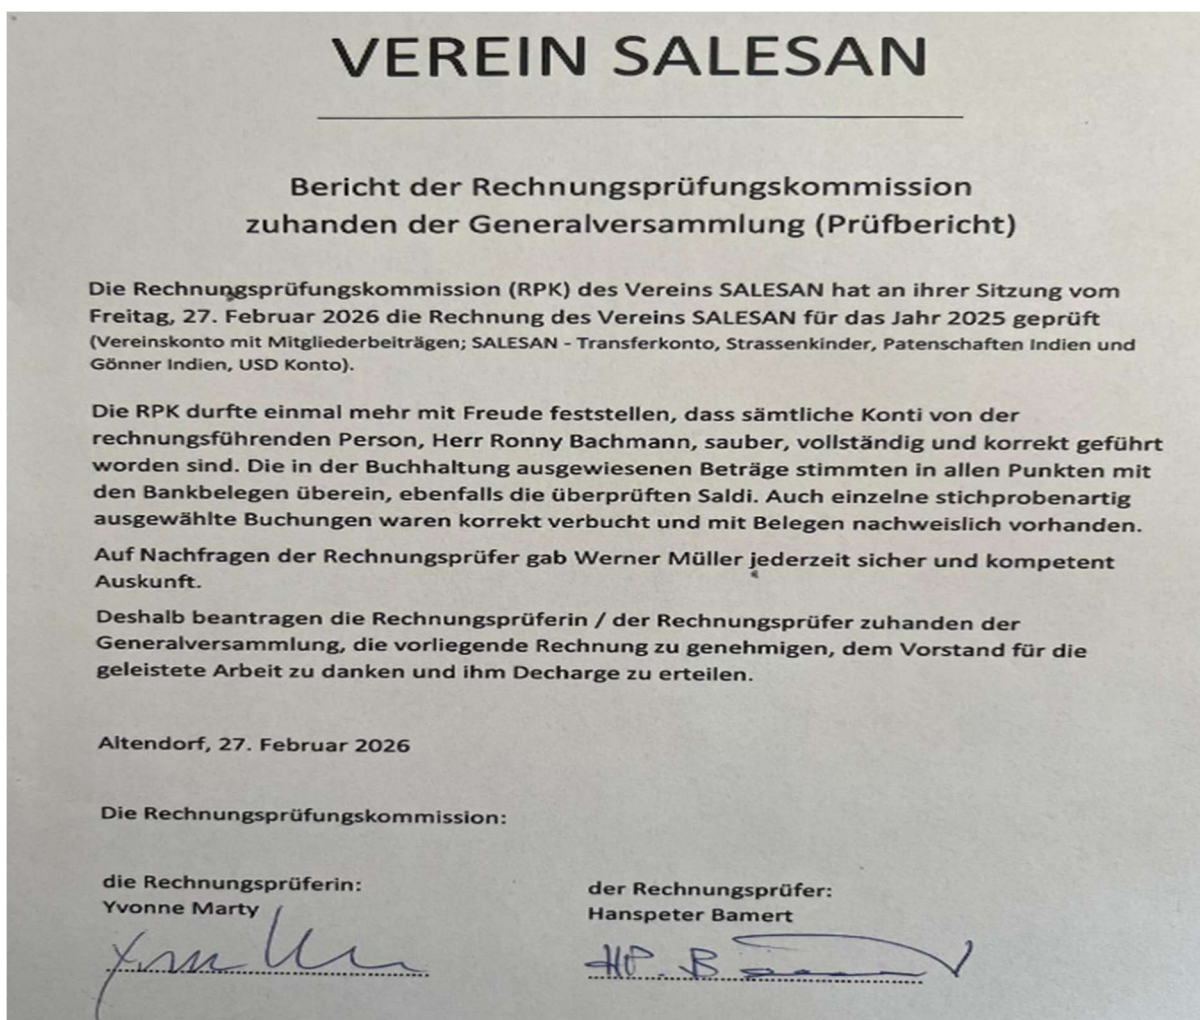 VEREIN SALESAN
Bericht der Rechnungsprüfungskommission
zuhanden der Generalversammlung (Prüfbericht)
Die Rechnungsprüfungskommission (RPK) des Vereins SALESAN hat an ihrer Sitzung vom
Freitag, 27. Februar 2026 die Rechnung des Vereins SALESAN für das Jahr 2025 geprüft
(Vereinskonto mit Mitgliederbeiträgen; SALESAN - Transferkonto, Strassenkinder, Patenschaften Indien und
Gönner Indien, USD Konto).
Die RPK durfte einmal mehr mit Freude feststellen, dass sämtliche Konti von der
rechnungsführenden Person, Herr Ronny Bachmann, sauber, vollständig und korrekt geführt
worden sind. Die in der Buchhaltung ausgewiesenen Beträge stimmten in allen Punkten mit
den Bankbelegen überein, ebenfalls die überprüften Saldi. Auch einzelne stichprobenartig
ausgewählte Buchungen waren korrekt verbucht und mit Belegen nachweislich vorhanden.
Auf Nachfragen der Rechnungsprüfer gab Werner Müller jederzeit sicher und kompetent
Auskunft.
Deshalb beantragen die Rechnungsprüferin / der Rechnungsprüfer zuhanden der
Generalversammlung, die vorliegende Rechnung zu genehmigen, dem Vorstand für die
geleistete Arbeit zu danken und ihm Decharge zu erteilen.
Altendorf, 27. Februar 2026
Die Rechnungsprüfungskommission:
die Rechnungsprüferin:
Yvonne Marty
der Rechnungsprüfer:
Hanspeter Bamert
HP. B